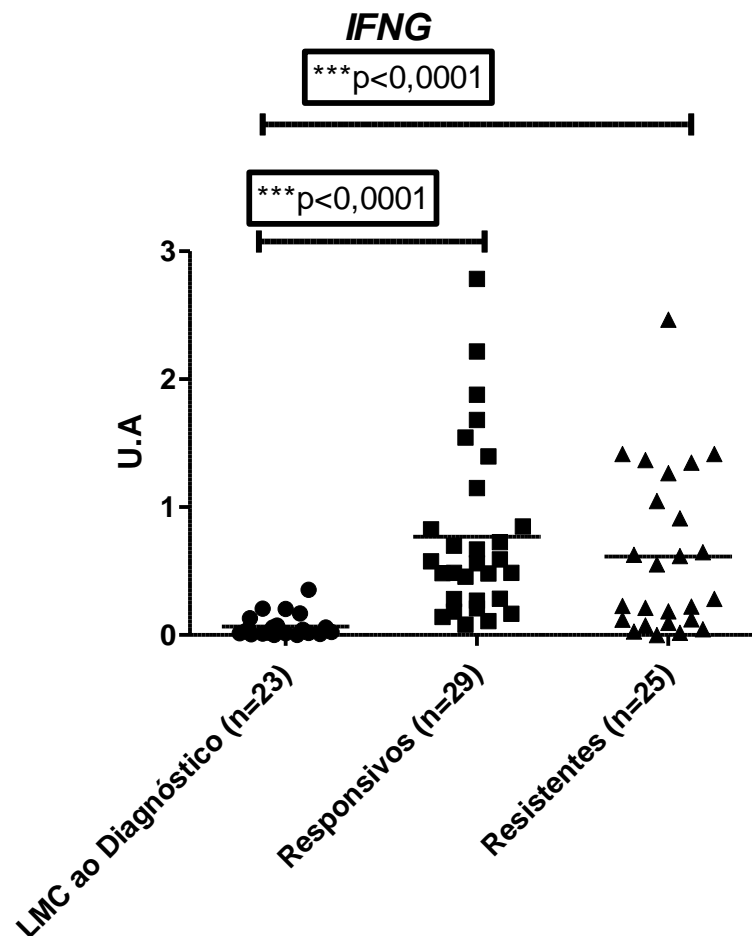 IFNG
***p<0,0001
***p<0,0001
3
2
1
0
U.A
LMC ao Diagnóstico (n=23)
Responsivos (n=29)
Resistentes (n=25)